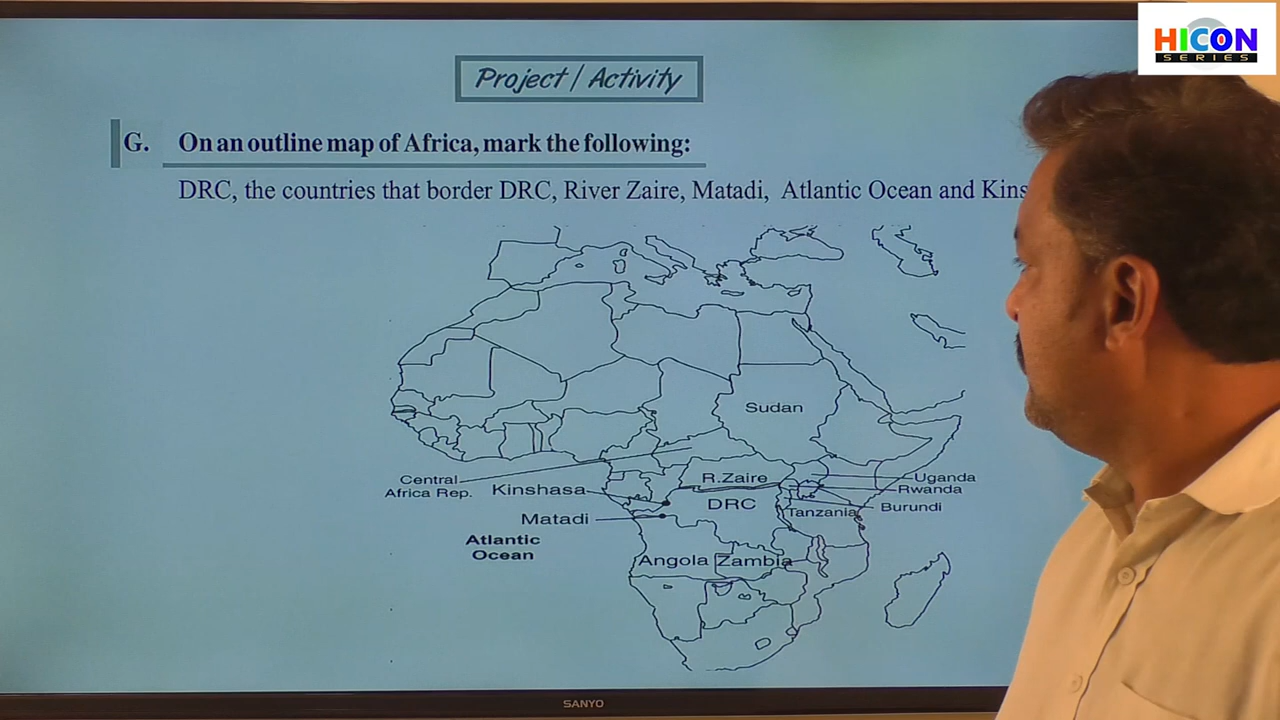 HICON
SERIES
Project / Activity
G. On an outline map of Africa, mark the following:
DRC, the countries that border DRC, River Zaire, Matadi, Atlantic Ocean and Kins
Sudan
Central
Africa Rep.
Kinshasa
R.Zaire
Uganda
Rwanda
DRC
Burundi
Tanzania
Matadi
Atlantic
Ocean
Angola
Zambia
SANYO